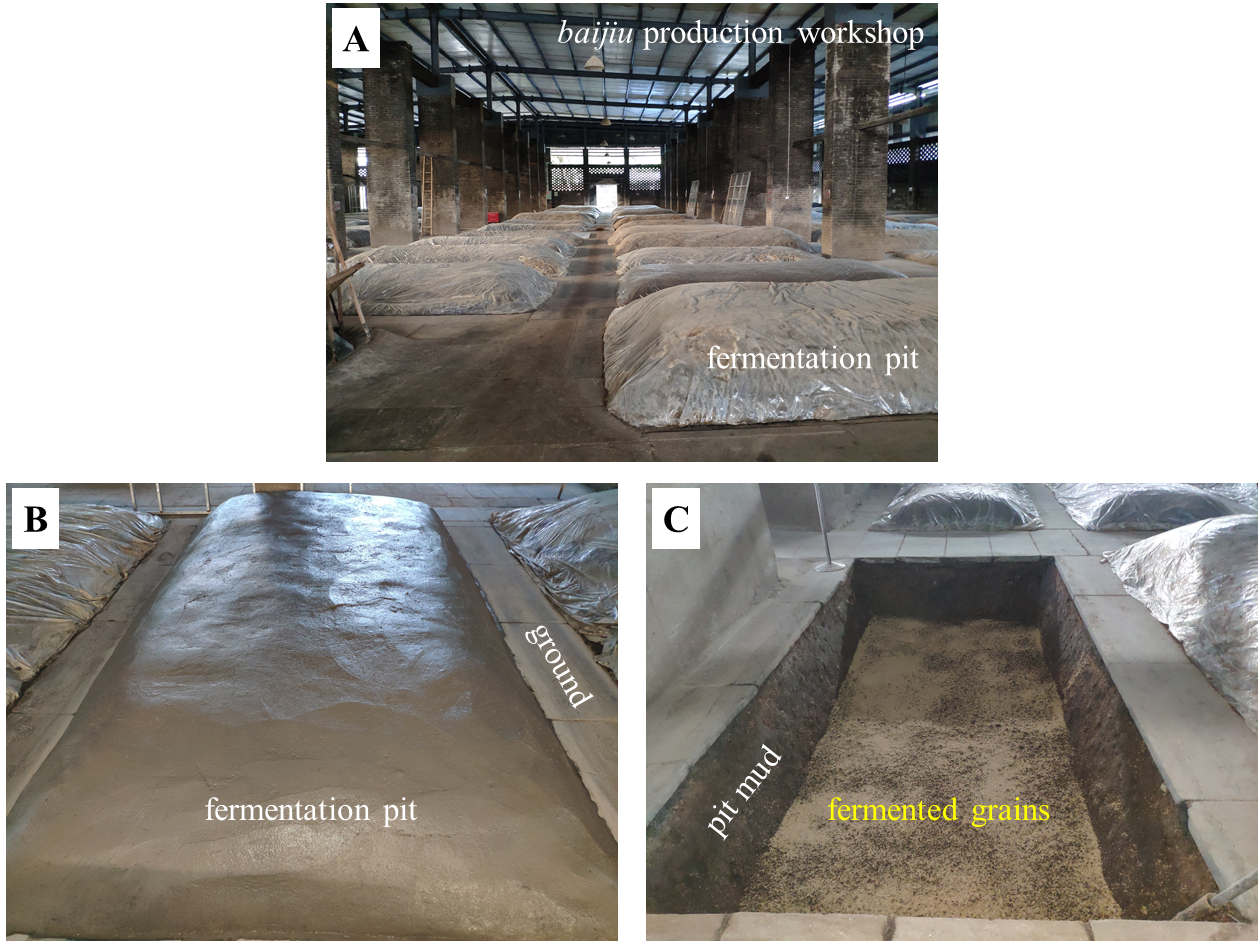 A
baijiu production workshop
fermentation pit
B
ground
fermentation pit
C
pit mud
fermented grains